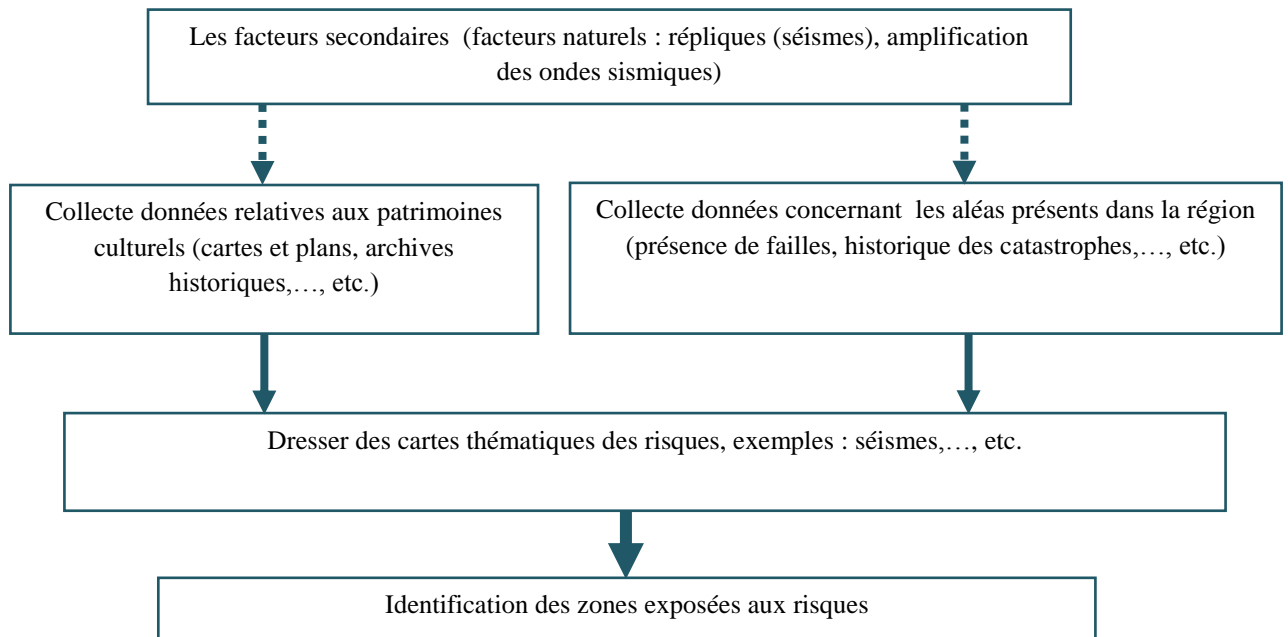 Les facteurs secondaires (facteurs naturels : répliques (séismes), amplification
des ondes sismiques)
Collecte données relatives aux patrimoines
culturels (cartes et plans, archives
historiques,…, etc.)
Collecte données concernant les aléas présents dans la région
(présence de failles, historique des catastrophes,…, etc.)
Dresser des cartes thématiques des risques, exemples : séismes,…, etc.
Identification des zones exposées aux risques